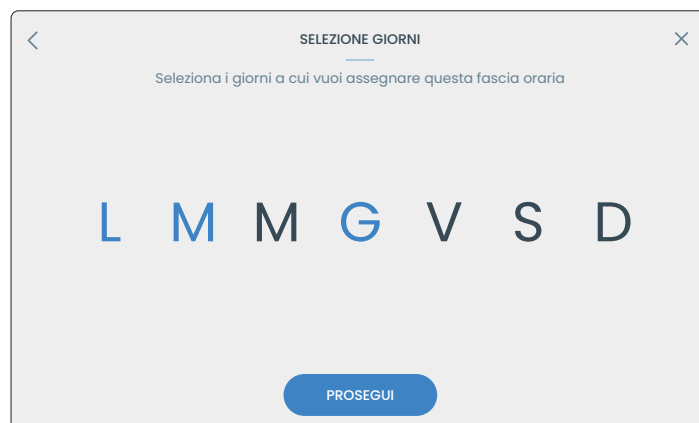 SELEZIONE GIORNI
Seleziona i giorni a cui vuoi assegnare questa fascia oraria
L M M G V S D
PROSEGUI